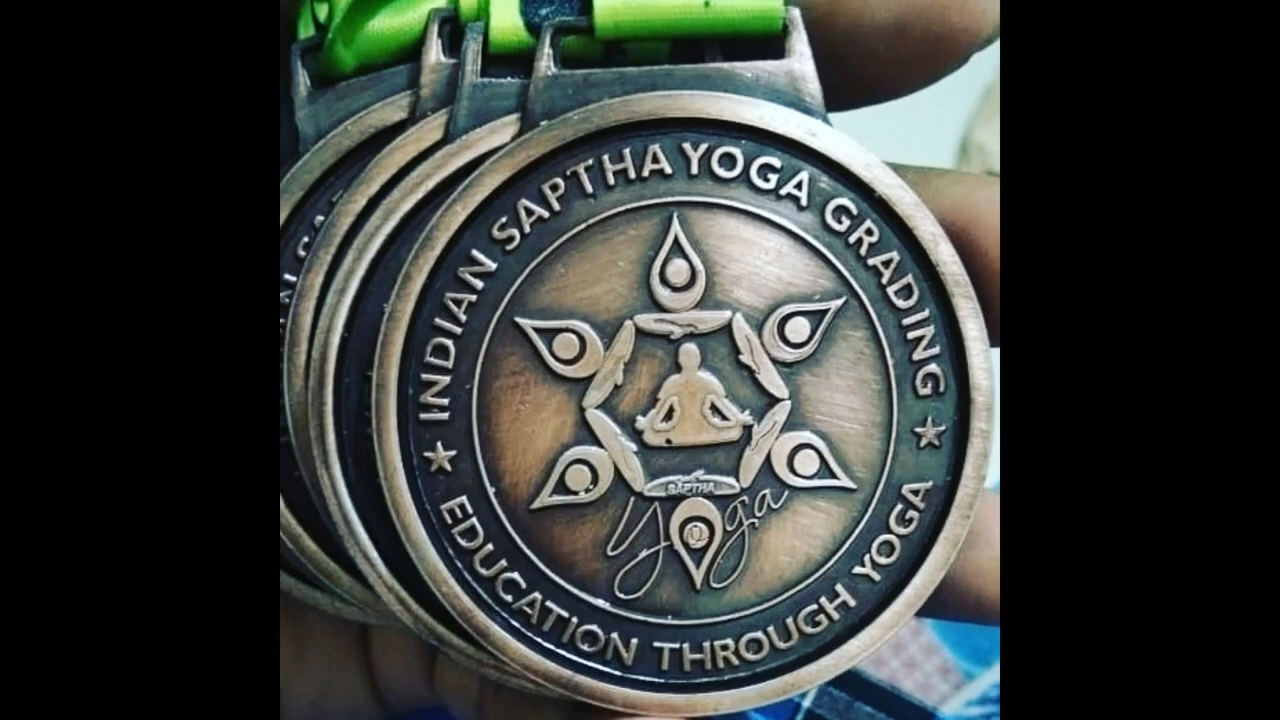 INDIAN SAPTHA YOGA GRADING
SAPTHA
yoga
EDUCATION THROUGH YOGA